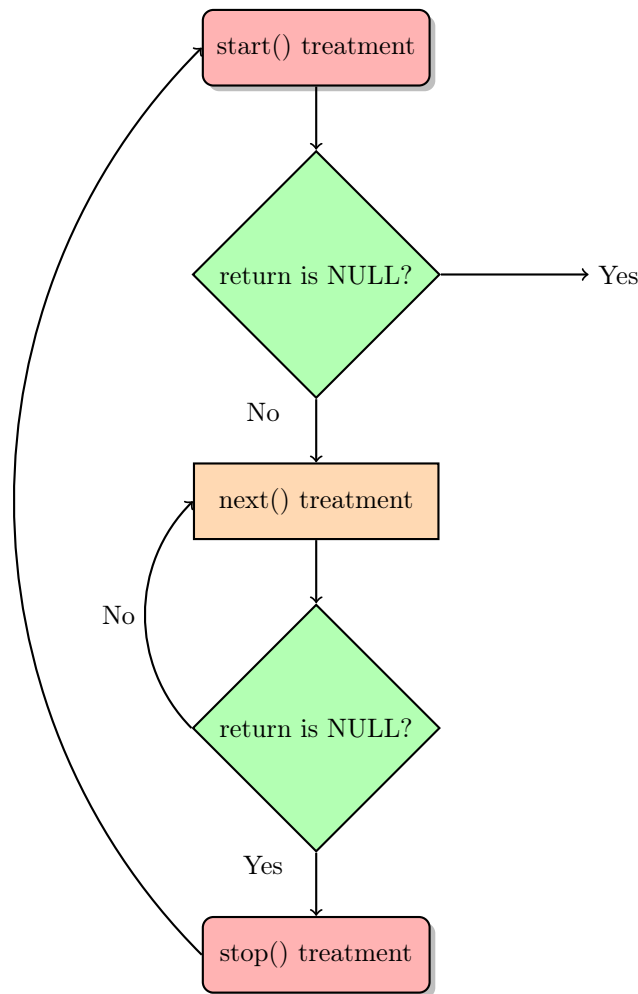 start() treatment
return is NULL?
Yes
No
next() treatment
No
return is NULL?
Yes
stop() treatment